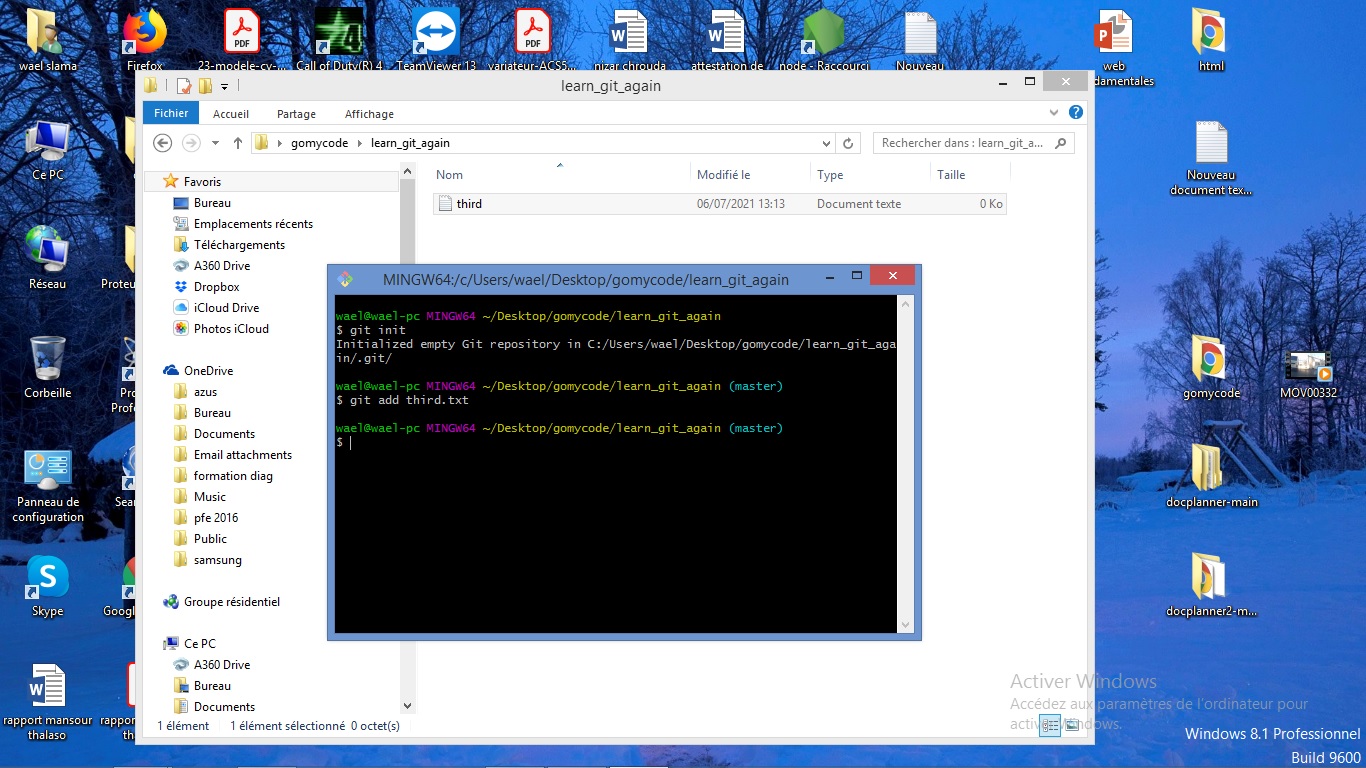 wael slama
Firefox
23-modele-cv-...
Call of Duty(R) 4
TeamViewer 13
variateur-ACS5...
nizar chrouda
attestation de
node - Raccourci
Nouveau
web
fondamentales
html
learn_git_again
Fichier
Accueil
Partage
Affichage
gomycode
learn_git_again
Rechercher dans : learn_git_a...
Nom
Modifié le
Type
Taille
third
06/07/2021 13:13
Document texte
0 Ko
Favoris
Bureau
Emplacements récents
Téléchargements
A360 Drive
Dropbox
iCloud Drive
Photos iCloud
OneDrive
azus
Bureau
Documents
Email attachments
formation diag
Music
pfe 2016
Public
samsung
Groupe résidentiel
Ce PC
A360 Drive
Bureau
Documents
1 élément
1 élément sélectionné 0 octet(s)
MINGW64:/c/Users/wael/Desktop/gomycode/learn_git_again
wael@wael-pc MINGW64 ~/Desktop/gomycode/learn_git_again
$ git init
Initialized empty Git repository in C:/Users/wael/Desktop/gomycode/learn_git_aga
in/.git/
wael@wael-pc MINGW64 ~/Desktop/gomycode/learn_git_again (master)
$ git add third.txt
wael@wael-pc MINGW64 ~/Desktop/gomycode/learn_git_again (master)
$
Ce PC
Réseau
Proteu
Corbeille
Pro
Profe
Panneau de
configuration
Sear
Skype
Googl
rapport mansour
thalaso
rappor
tha
Nouveau
document tex...
gomycode
MOV00332
docplanner-main
docplanner2-m...
Activer Windows
Accédez aux paramètres de l'ordinateur pour
activer Windows.
Windows 8.1 Professionnel
Build 9600